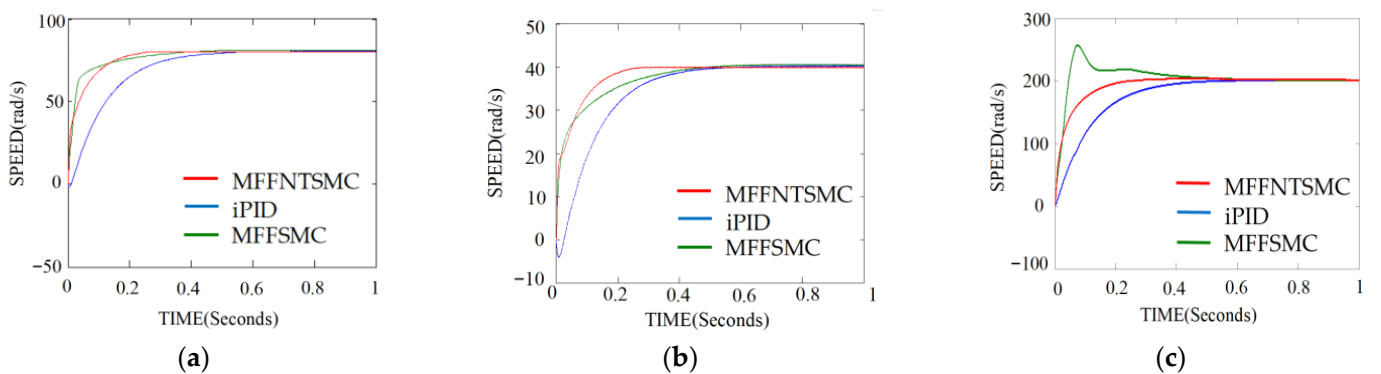 100
50
0
−50
SPEED(rad/s)
MFFNTSMC
iPID
MFFSMC
0 0.2 0.4 0.6 0.8 1
TIME(Seconds)
(a)
50
40
30
20
10
0
−10
SPEED(rad/s)
MFFNTSMC
iPID
MFFSMC
0 0.2 0.4 0.6 0.8 1
TIME(Seconds)
(b)
300
200
100
0
−100
SPEED(rad/s)
MFFNTSMC
iPID
MFFSMC
0 0.2 0.4 0.6 0.8 1
TIME(Seconds)
(c)